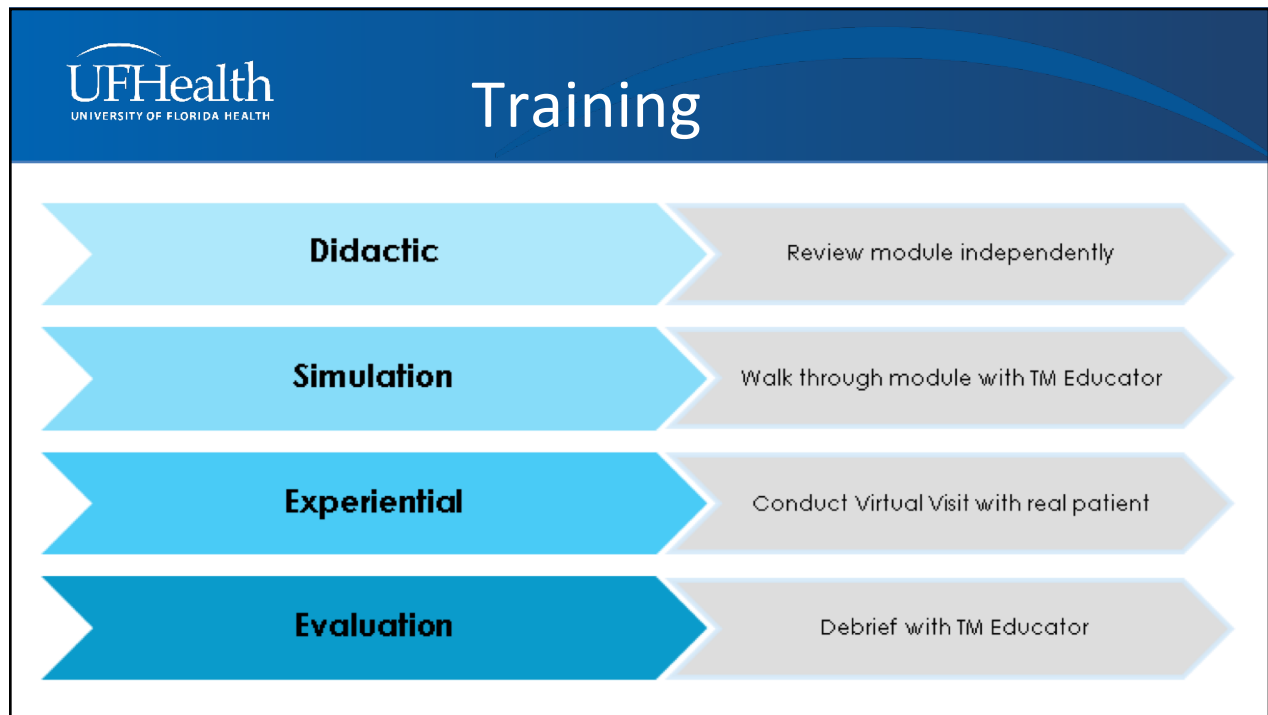 UFHealth
UNIVERSITY OF FLORIDA HEALTH
Training
Didactic
Review module independently
Simulation
Walk through module with TM Educator
Experiential
Conduct Virtual Visit with real patient
Evaluation
Debrief with TM Educator